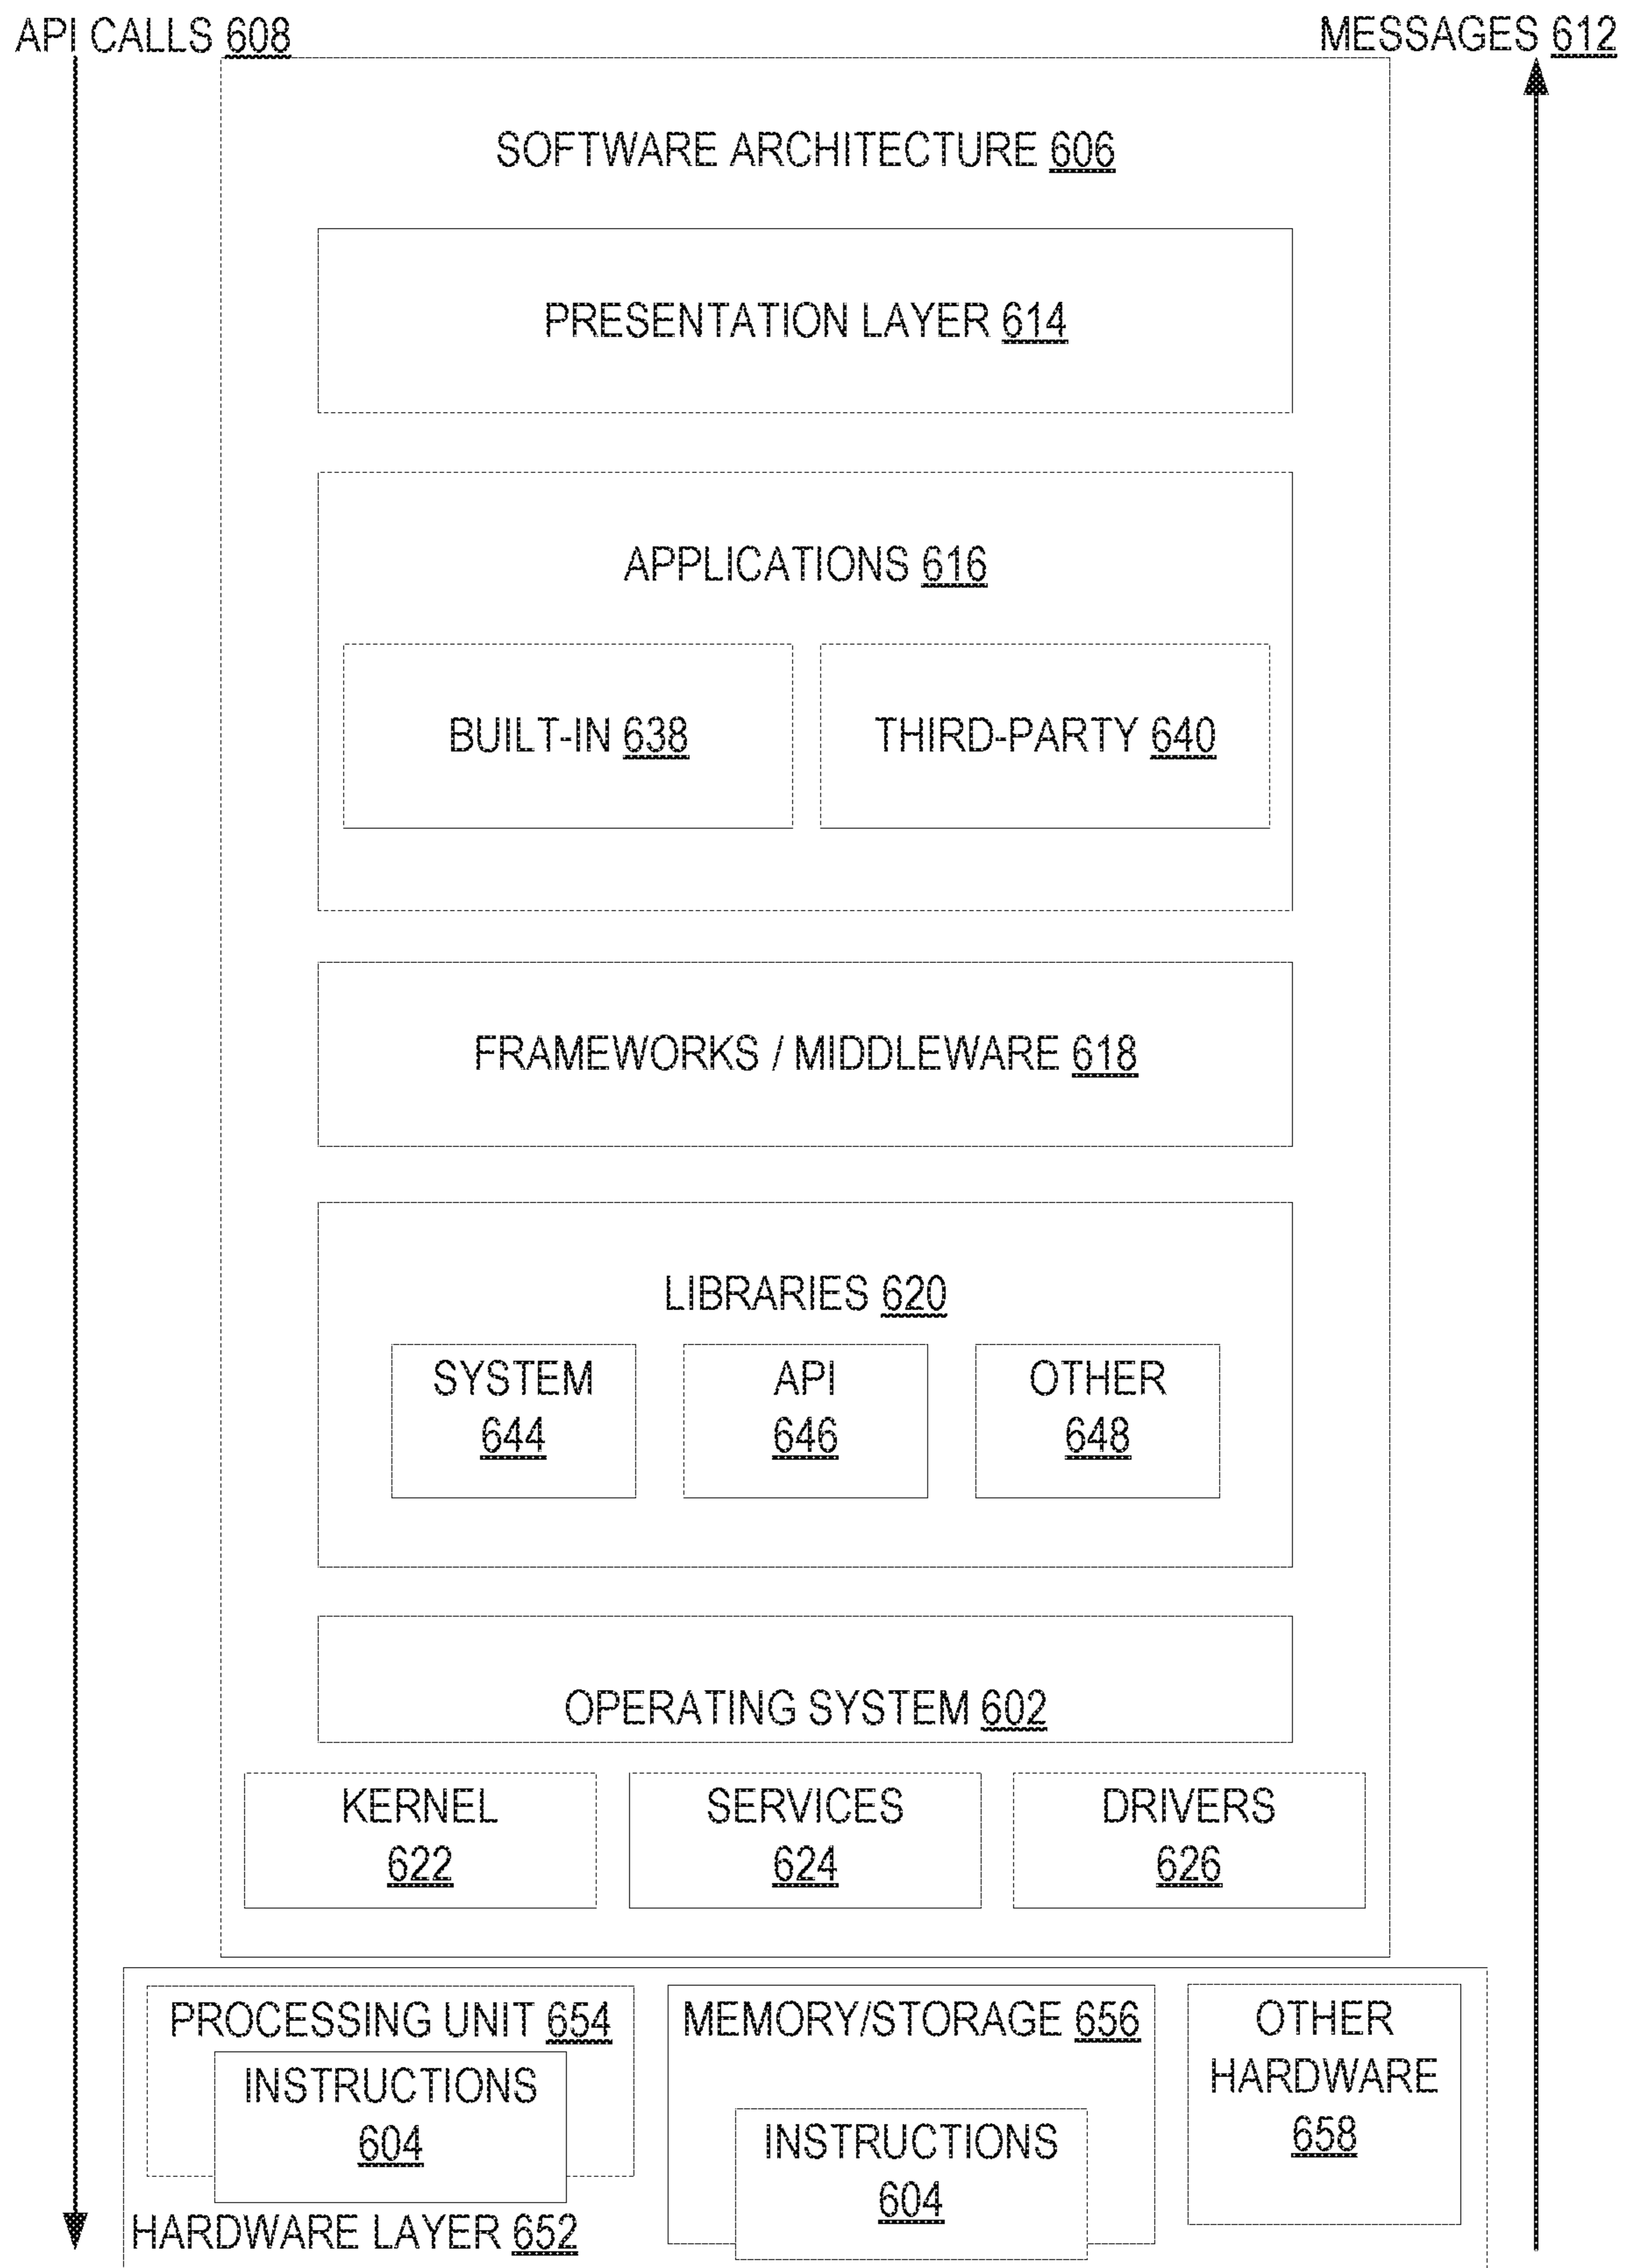 API CALLS 608
MESSAGES 612
SOFTWARE ARCHITECTURE 606
PRESENTATION LAYER 614
APPLICATIONS 616
BUILT-IN 638
THIRD-PARTY 640
FRAMEWORKS / MIDDLEWARE 618
LIBRARIES 620
SYSTEM
644
API
646
OTHER
648
OPERATING SYSTEM 602
KERNEL
622
SERVICES
624
DRIVERS
626
PROCESSING UNIT 654
INSTRUCTIONS
604
MEMORY/STORAGE 656
INSTRUCTIONS
604
OTHER
HARDWARE
658
HARDWARE LAYER 652